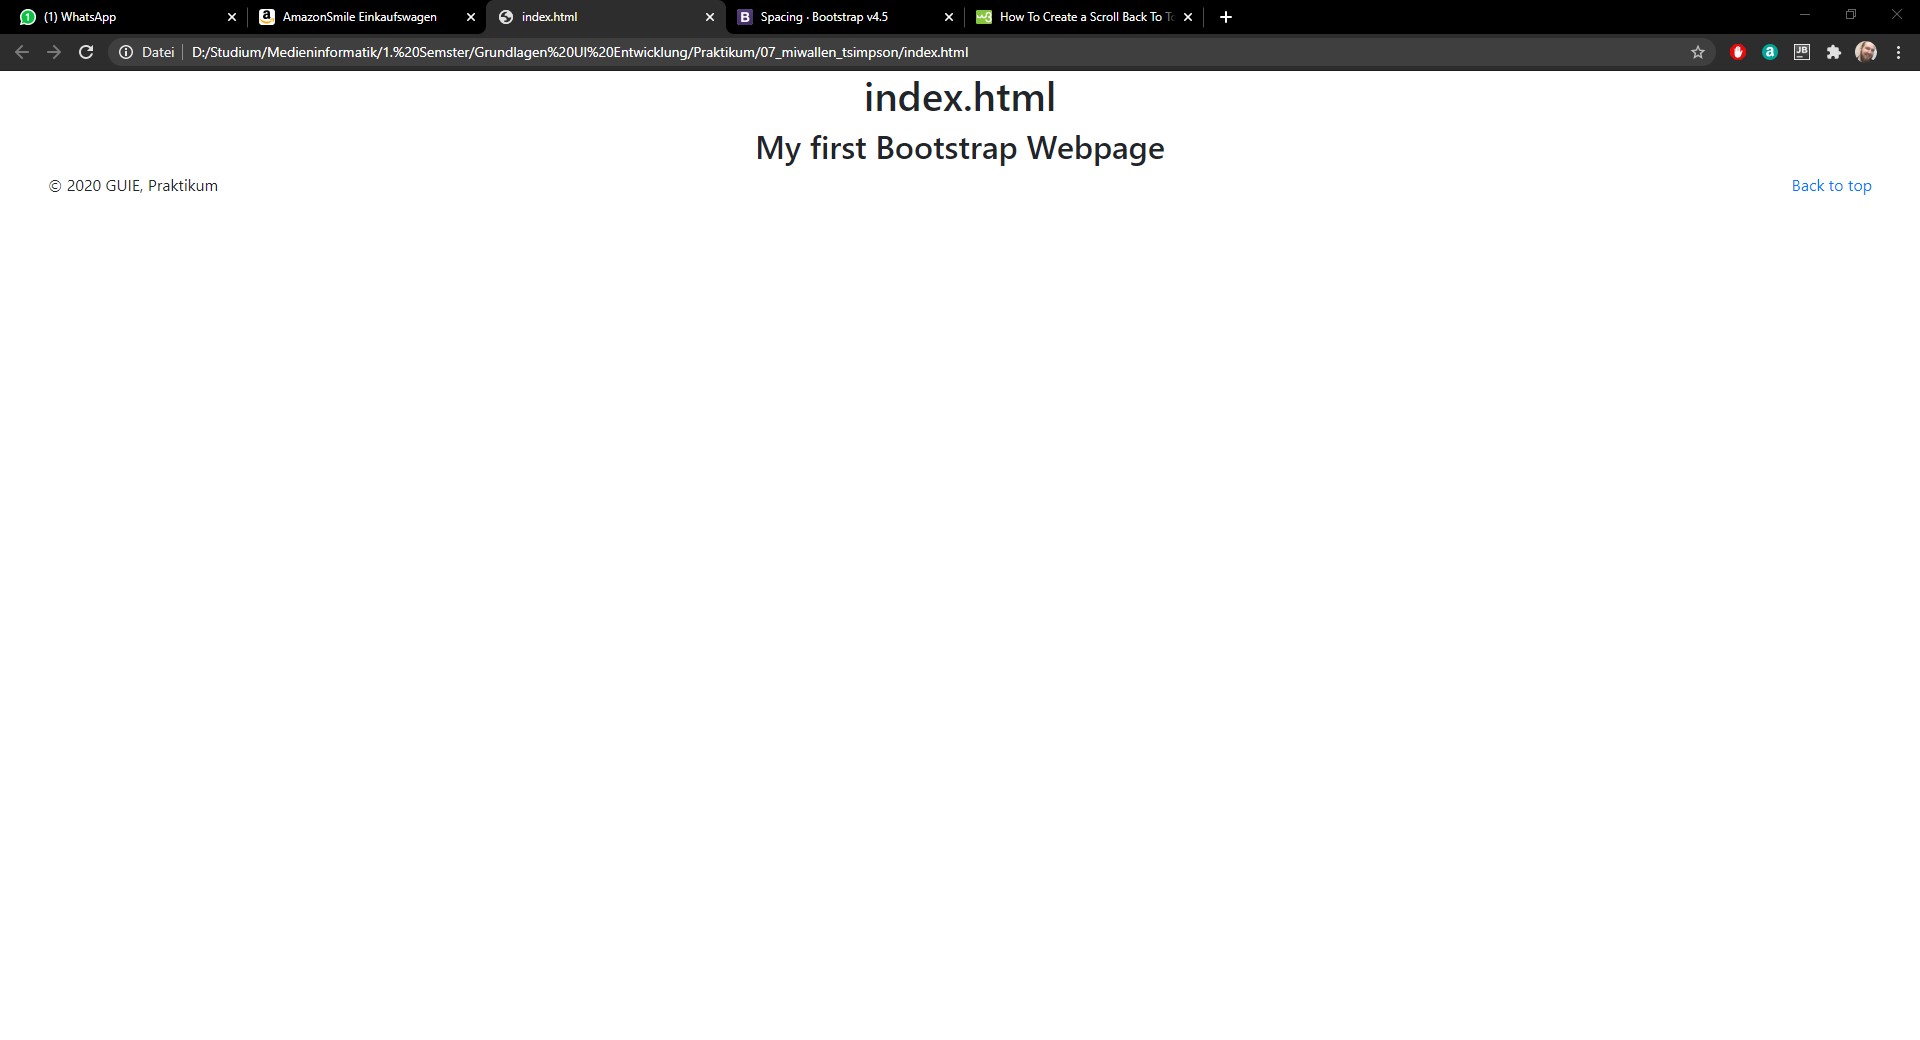 (1) WhatsApp
AmazonSmile Einkaufswagen
index.html
Spacing · Bootstrap v4.5
How To Create a Scroll Back To To
Datei
D:/Studium/Medieninformatik/1.%20Semster/Grundlagen%20UI%20Entwicklung/Praktikum/07_miwallen_tsimpson/index.html
index.html
My first Bootstrap Webpage
© 2020 GUIE, Praktikum
Back to top